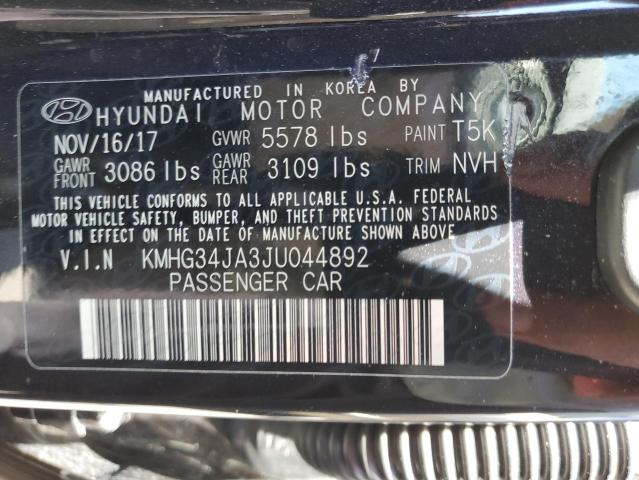 MANUFACTURED IN KOREA BY
HYUNDAI MOTOR COMPANY
NOV/16/17 GVWR 5578 lbs PAINT T5K
GAWR FRONT 3086 lbs GAWR REAR 3109 lbs TRIM NVH
THIS VEHICLE CONFORMS TO ALL APPLICABLE U.S.A. FEDERAL
MOTOR VEHICLE SAFETY, BUMPER, AND THEFT PREVENTION STANDARDS
IN EFFECT ON THE DATE OF MANUFACTURE SHOWN ABOVE.
V.I.N KMHG34JA3JU044892
PASSENGER CAR